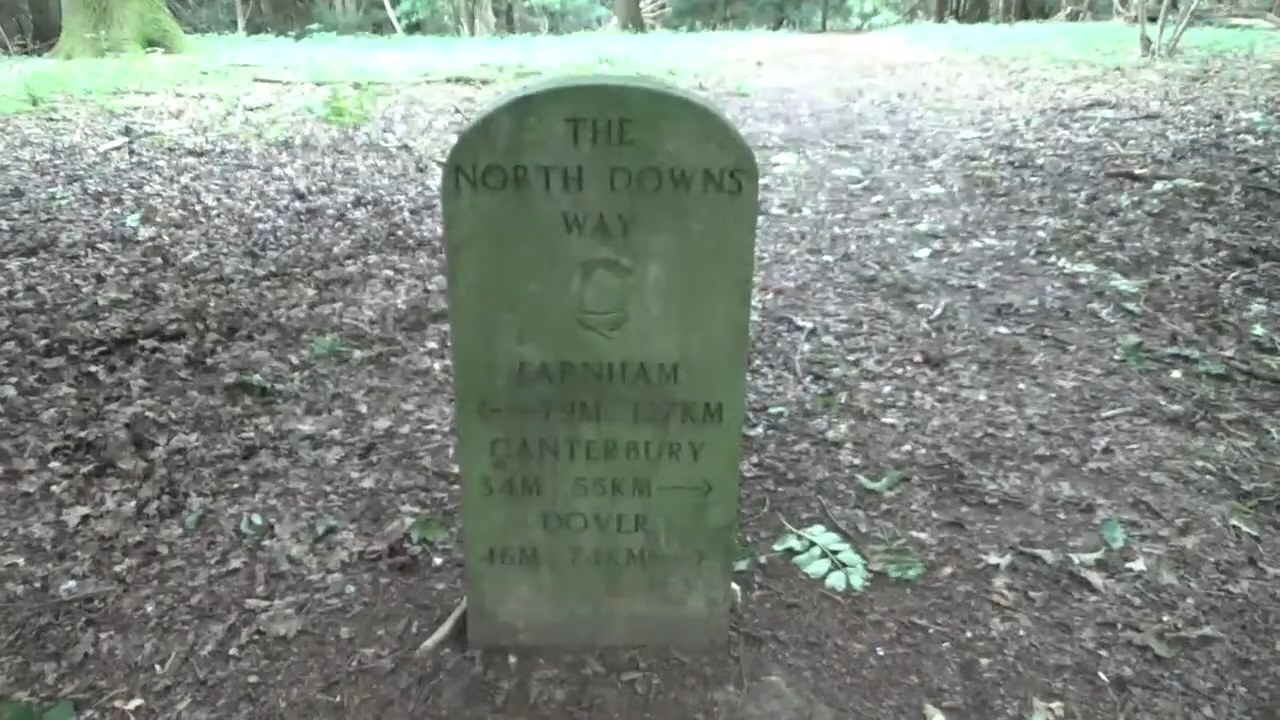 THE
NORTH DOWNS
WAY
FARNHAM
←79M 127KM
CANTERBURY
34M 55KM→
DOVER
46M 74KM→